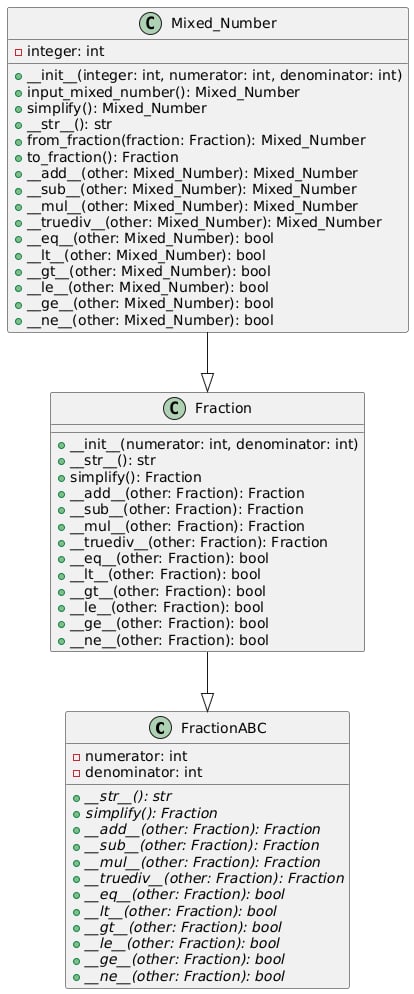 C Mixed_Number
integer: int
__init__(integer: int, numerator: int, denominator: int)
input_mixed_number(): Mixed_Number
simplify(): Mixed_Number
__str__(): str
from_fraction(fraction: Fraction): Mixed_Number
to_fraction(): Fraction
__add__(other: Mixed_Number): Mixed_Number
__sub__(other: Mixed_Number): Mixed_Number
__mul__(other: Mixed_Number): Mixed_Number
__truediv__(other: Mixed_Number): Mixed_Number
__eq__(other: Mixed_Number): bool
__lt__(other: Mixed_Number): bool
__gt__(other: Mixed_Number): bool
__le__(other: Mixed_Number): bool
__ge__(other: Mixed_Number): bool
__ne__(other: Mixed_Number): bool
C Fraction
__init__(numerator: int, denominator: int)
__str__(): str
simplify(): Fraction
__add__(other: Fraction): Fraction
__sub__(other: Fraction): Fraction
__mul__(other: Fraction): Fraction
__truediv__(other: Fraction): Fraction
__eq__(other: Fraction): bool
__lt__(other: Fraction): bool
__gt__(other: Fraction): bool
__le__(other: Fraction): bool
__ge__(other: Fraction): bool
__ne__(other: Fraction): bool
C FractionABC
numerator: int
denominator: int
__str__(): str
simplify(): Fraction
__add__(other: Fraction): Fraction
__sub__(other: Fraction): Fraction
__mul__(other: Fraction): Fraction
__truediv__(other: Fraction): Fraction
__eq__(other: Fraction): bool
__lt__(other: Fraction): bool
__gt__(other: Fraction): bool
__le__(other: Fraction): bool
__ge__(other: Fraction): bool
__ne__(other: Fraction): bool